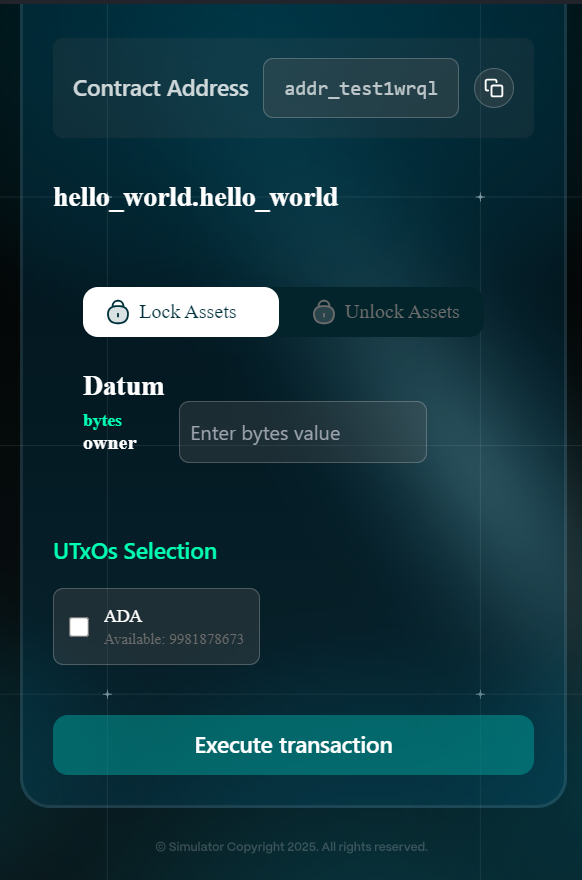 Contract Address addr_test1wrql
hello_world.hello_world
Lock Assets Unlock Assets
Datum
bytes
owner
Enter bytes value
UTxOs Selection
ADA
Available: 9981878673
Execute transaction
© Simulator Copyright 2025. All rights reserved.